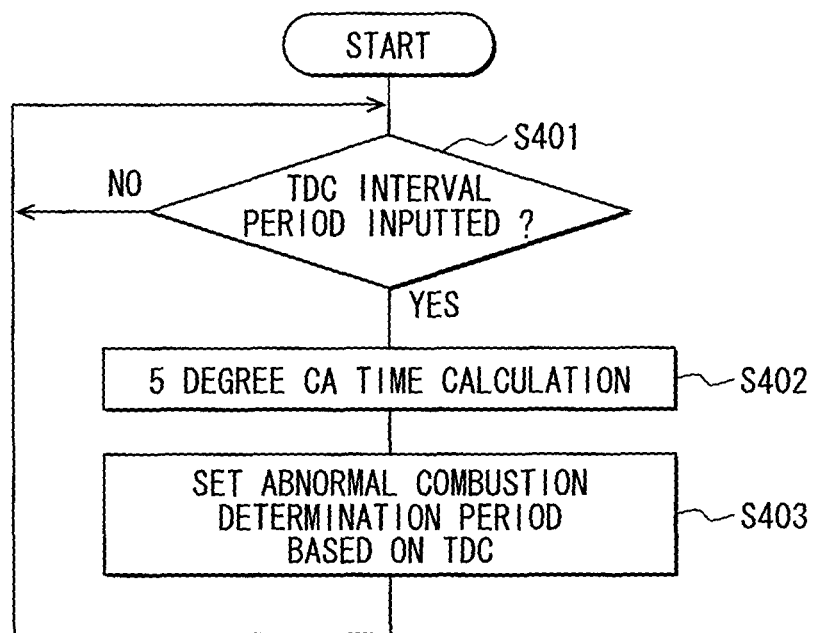 START
S401
NO
TDC INTERVAL
PERIOD INPUTTED ?
YES
5 DEGREE CA TIME CALCULATION
S402
SET ABNORMAL COMBUSTION
DETERMINATION PERIOD
BASED ON TDC
S403